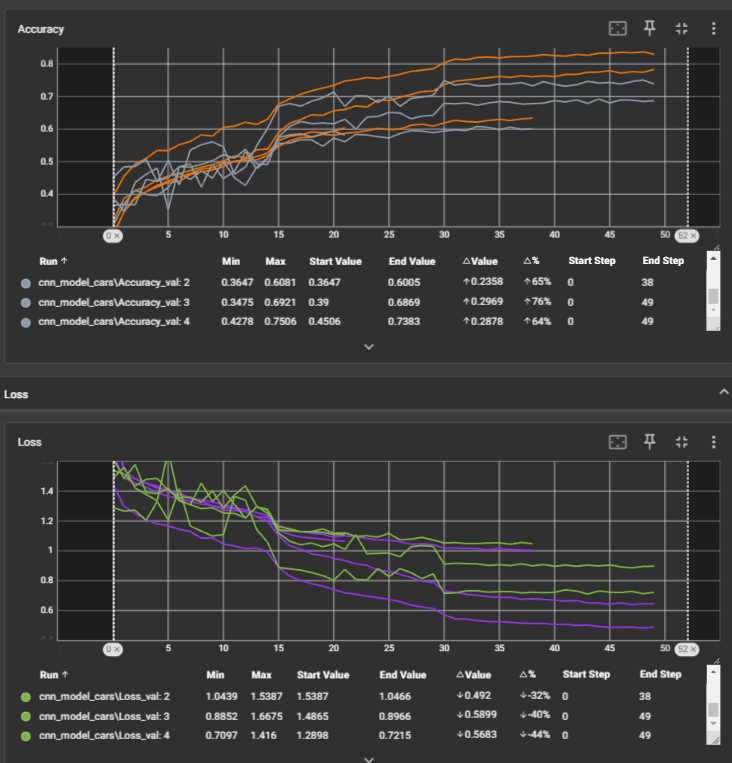 Accuracy
0.8
0.7
0.6
0.5
0.4
0 × 5 10 15 20 25 30 35 40 45 50 52 ×
Run ↑ Min Max Start Value End Value △Value △% Start Step End Step
cnn_model_cars\Accuracy_val: 2 0.3647 0.6081 0.3647 0.6005 ↑0.2358 ↑65% 0 38
cnn_model_cars\Accuracy_val: 3 0.3475 0.6921 0.39 0.6869 ↑0.2969 ↑76% 0 49
cnn_model_cars\Accuracy_val: 4 0.4278 0.7506 0.4506 0.7383 ↑0.2878 ↑64% 0 49
Loss
Loss
1.4
1.2
1
0.8
0.6
0 × 5 10 15 20 25 30 35 40 45 50 52 ×
Run ↑ Min Max Start Value End Value △Value △% Start Step End Step
cnn_model_cars\Loss_val: 2 1.0439 1.5387 1.5387 1.0466 ↓0.492 ↓-32% 0 38
cnn_model_cars\Loss_val: 3 0.8852 1.6675 1.4865 0.8966 ↓0.5899 ↓-40% 0 49
cnn_model_cars\Loss_val: 4 0.7097 1.416 1.2898 0.7215 ↓0.5683 ↓-44% 0 49